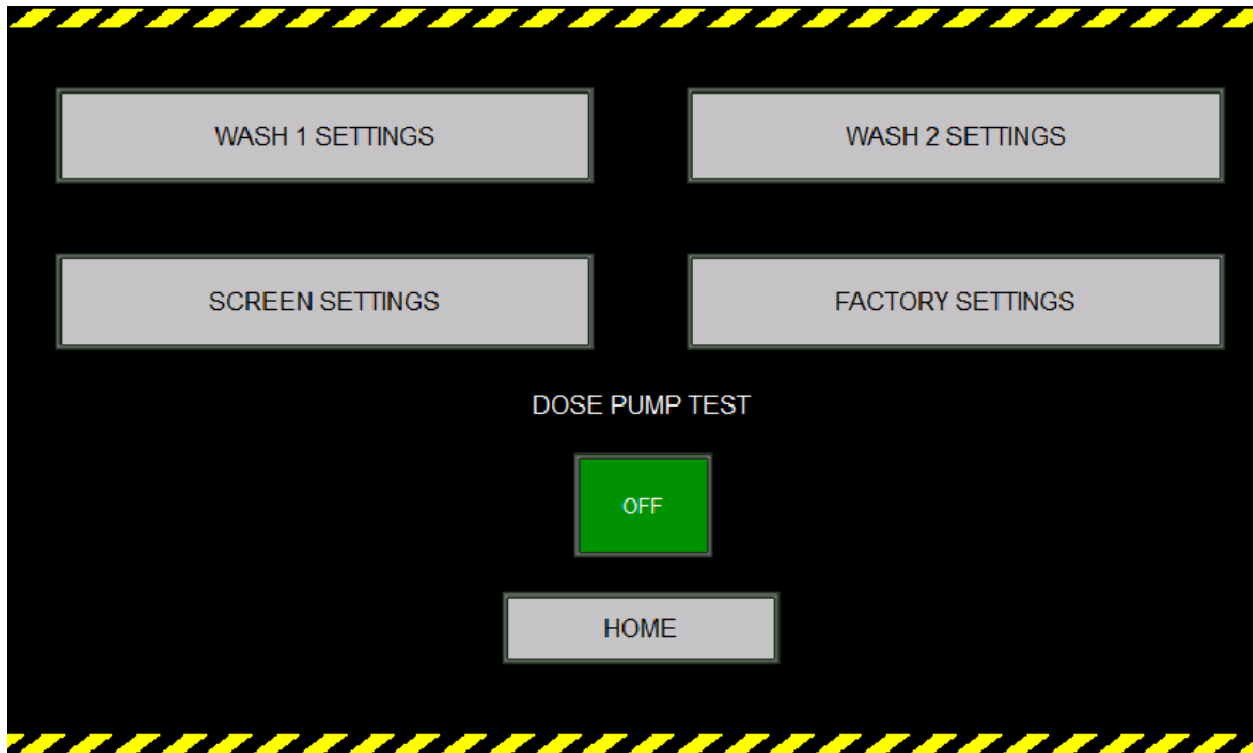 WASH 1 SETTINGS
WASH 2 SETTINGS
SCREEN SETTINGS
FACTORY SETTINGS
DOSE PUMP TEST
OFF
HOME